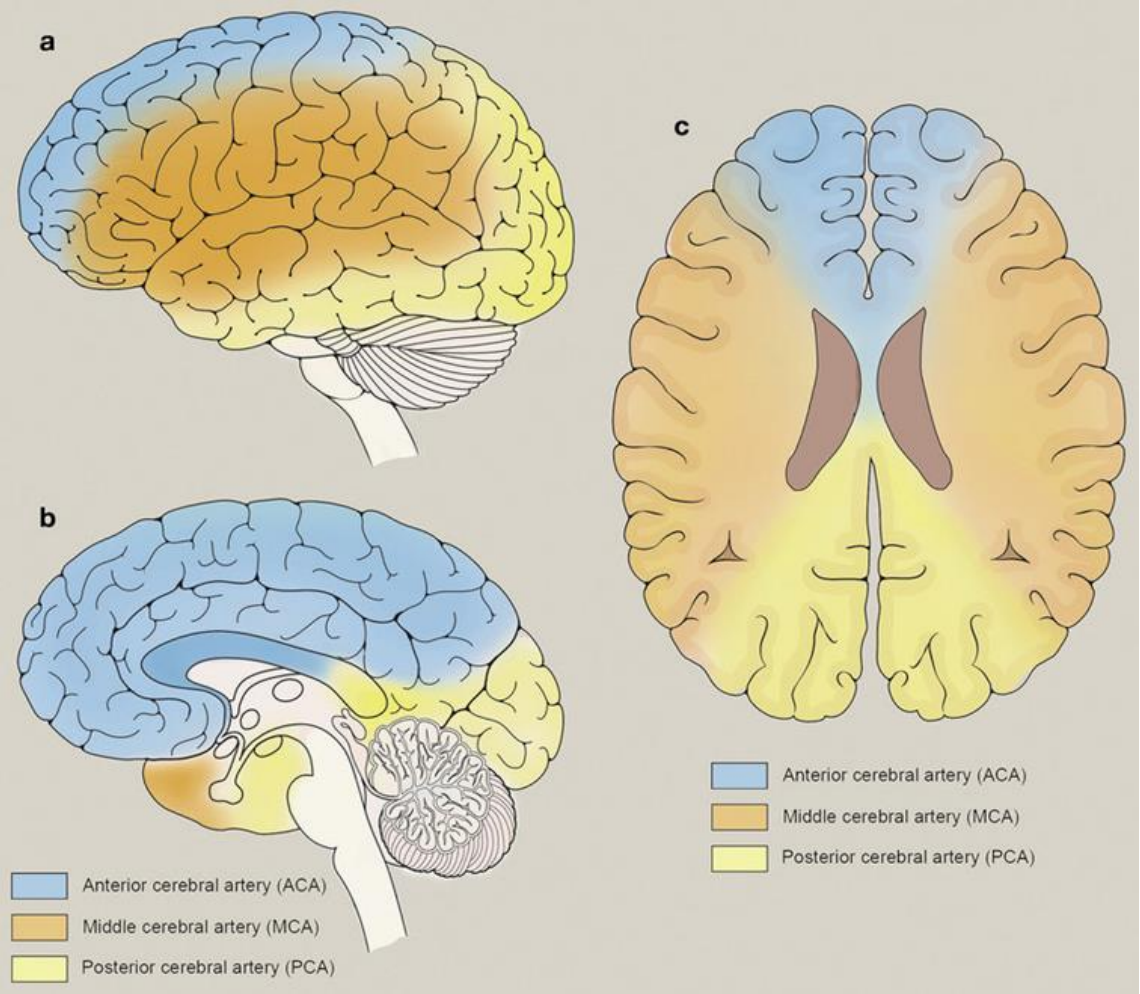 a
b
Anterior cerebral artery (ACA)
Middle cerebral artery (MCA)
Posterior cerebral artery (PCA)
c
Anterior cerebral artery (ACA)
Middle cerebral artery (MCA)
Posterior cerebral artery (PCA)